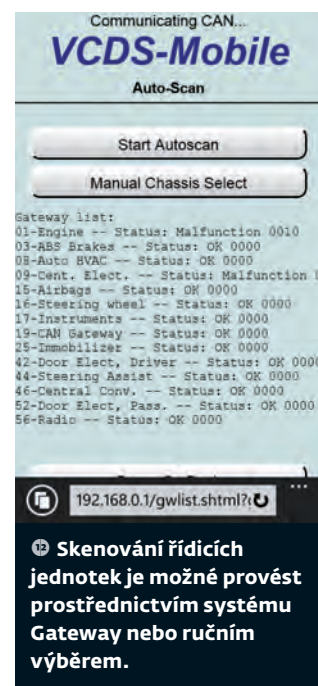 Communicating CAN...
VCDS-Mobile
Auto-Scan
Start Autoscan
Manual Chassis Select
Gateway list:
01-Engine -- Status: Malfunction 0010
03-ABS Brakes -- Status: OK 0000
08-Auto HVAC -- Status: OK 0000
09-Cent. Elect. -- Status: Malfunction
15-Airbags -- Status: OK 0000
16-Steering wheel -- Status: OK 0000
17-Instruments -- Status: OK 0000
19-CAN Gateway -- Status: OK 0000
25-Immobilizer -- Status: OK 0000
42-Door Elect, Driver -- Status: OK 0000
44-Steering Assist -- Status: OK 0000
46-Central Conv. -- Status: OK 0000
52-Door Elect, Pass. -- Status: OK 0000
56-Radio -- Status: OK 0000
192.168.0.1/gwlist.shtml?
12 Skenování řídicích
jednotek je možné provést
prostřednictvím systému
Gateway nebo ručním
výběrem.